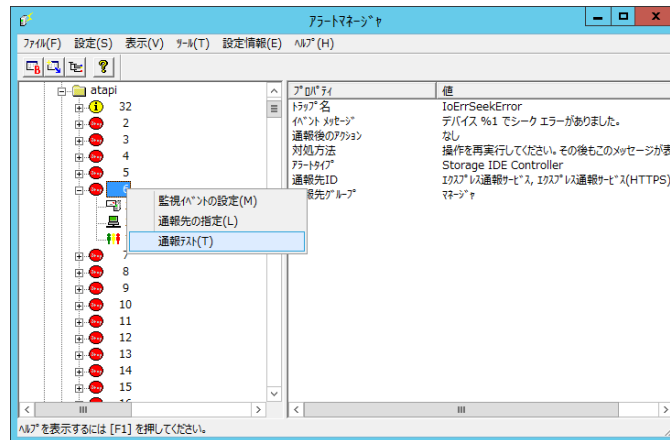 アラートマネージャ
ファイル(F) 設定(S) 表示(V) ツール(T) 設定情報(E) ヘルプ(H)
atapi
32
2
3
4
5
6
監視イベントの設定(M)
通報先の指定(L)
通報テスト(T)
7
8
9
10
11
12
13
14
15
16
プロパティ 値
トラップ名 IoErrSeekError
イベント メッセージ デバイス %1 でシーク エラーがありました。
通報後のアクション なし
対処方法 操作を再実行してください。その後もこのメッセージが表
アラートタイプ Storage IDE Controller
通報先ID エクスプレス通報サービス, エクスプレス通報サービス(HTTPS)
報先グループ マネージャ
ヘルプを表示するには [F1] を押してください。